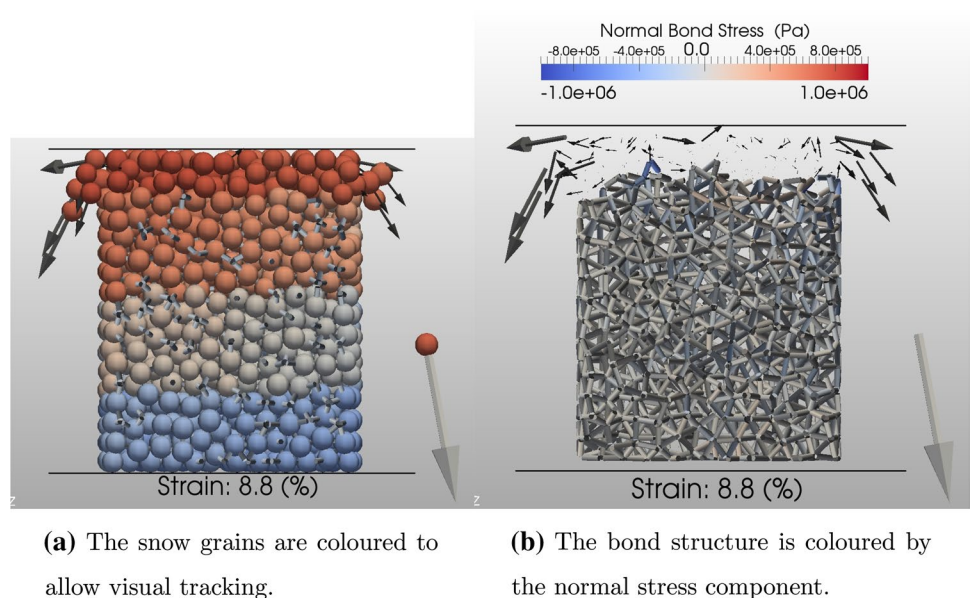 Normal Bond Stress (Pa)
-8.0e+05 -4.0e+05 0.0 4.0e+05 8.0e+05
-1.0e+06 1.0e+06
Z
Strain: 8.8 (%)
Z
Strain: 8.8 (%)
(a) The snow grains are coloured to
allow visual tracking.
(b) The bond structure is coloured by
the normal stress component.